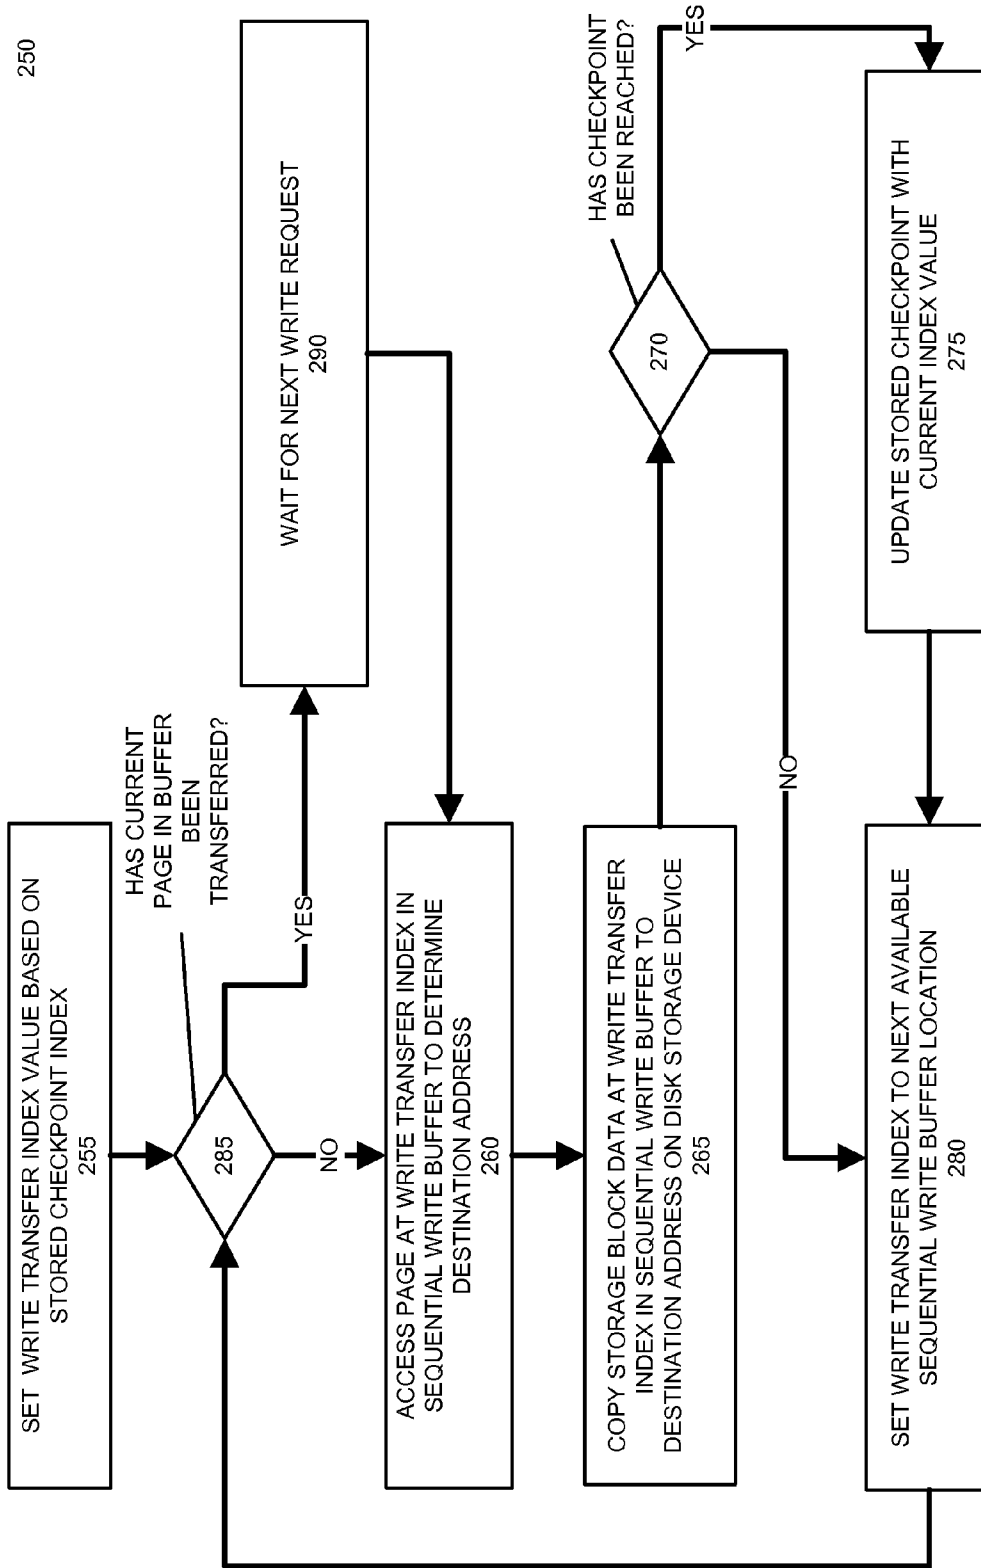 250
SET WRITE TRANSFER INDEX VALUE BASED ON
STORED CHECKPOINT INDEX
255
HAS CURRENT
PAGE IN BUFFER
BEEN
TRANSFERRED?
285
YES
NO
WAIT FOR NEXT WRITE REQUEST
290
ACCESS PAGE AT WRITE TRANSFER INDEX IN
SEQUENTIAL WRITE BUFFER TO DETERMINE
DESTINATION ADDRESS
260
COPY STORAGE BLOCK DATA AT WRITE TRANSFER
INDEX IN SEQUENTIAL WRITE BUFFER TO
DESTINATION ADDRESS ON DISK STORAGE DEVICE
265
HAS CHECKPOINT
BEEN REACHED?
270
YES
NO
UPDATE STORED CHECKPOINT WITH
CURRENT INDEX VALUE
275
SET WRITE TRANSFER INDEX TO NEXT AVAILABLE
SEQUENTIAL WRITE BUFFER LOCATION
280